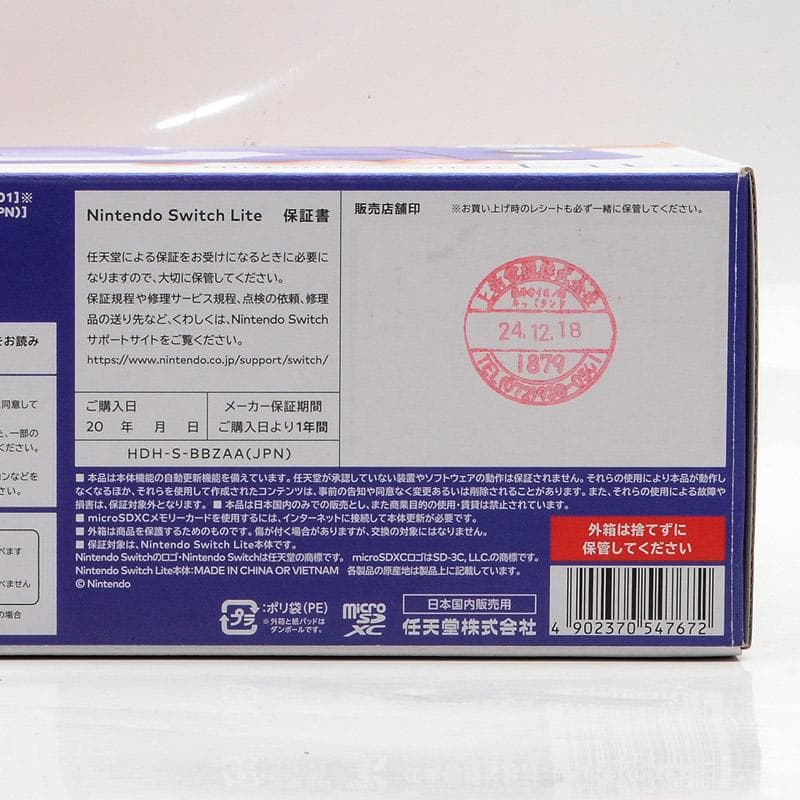 01]※
PN)]
をお読み
に同意して
た、一部の
ください。
ョンなどを
さい。
べます
べません
の場合
Nintendo Switch Lite 保証書
任天堂による保証をお受けになるときに必要に
なりますので、大切に保管してください。
保証規程や修理サービス規程、点検の依頼、修理
品の送り先など、くわしくは、Nintendo Switch
サポートサイトをご覧ください。
https://www.nintendo.co.jp/support/switch/
ご購入日
20 年 月 日
メーカー保証期間
ご購入日より1年間
HDH-S-BBZAA(JPN)
販売店舗印 ※お買い上げ時のレシートも必ず一緒に保管してください。
上新電機株式会社
24.12.18
1879
■ 本品は本体機能の自動更新機能を備えています。任天堂が承認していない装置やソフトウェアの動作は保証されません。それらの使用により本品が動作し
なくなるほか、それらを使用して作成されたコンテンツは、事前の告知や同意なく変更あるいは削除されることがあります。また、それらの使用による故障や
損害は、保証対象外となります。 ■ 本品は日本国内のみでの販売とし、また商業目的の使用・賃貸は禁止されています。
■ microSDXCメモリーカードを使用するには、インターネットに接続して本体更新が必要です。
■ 外箱は商品を保護するためのものです。傷が付く場合がありますが、交換の対象にはなりません。
■ 保証対象は、Nintendo Switch Lite本体です。
Nintendo Switchのロゴ・Nintendo Switchは任天堂の商標です。 microSDXCロゴはSD-3C, LLC.の商標です。
Nintendo Switch Lite本体:MADE IN CHINA OR VIETNAM 各製品の原産地は製品上に記載しています。
© Nintendo
外箱は捨てずに
保管してください
プラ
:ポリ袋(PE)
※外箱と紙パッドは
ダンボールです。
micro
SD
XC
日本国内販売用
任天堂株式会社
4 902370 547672